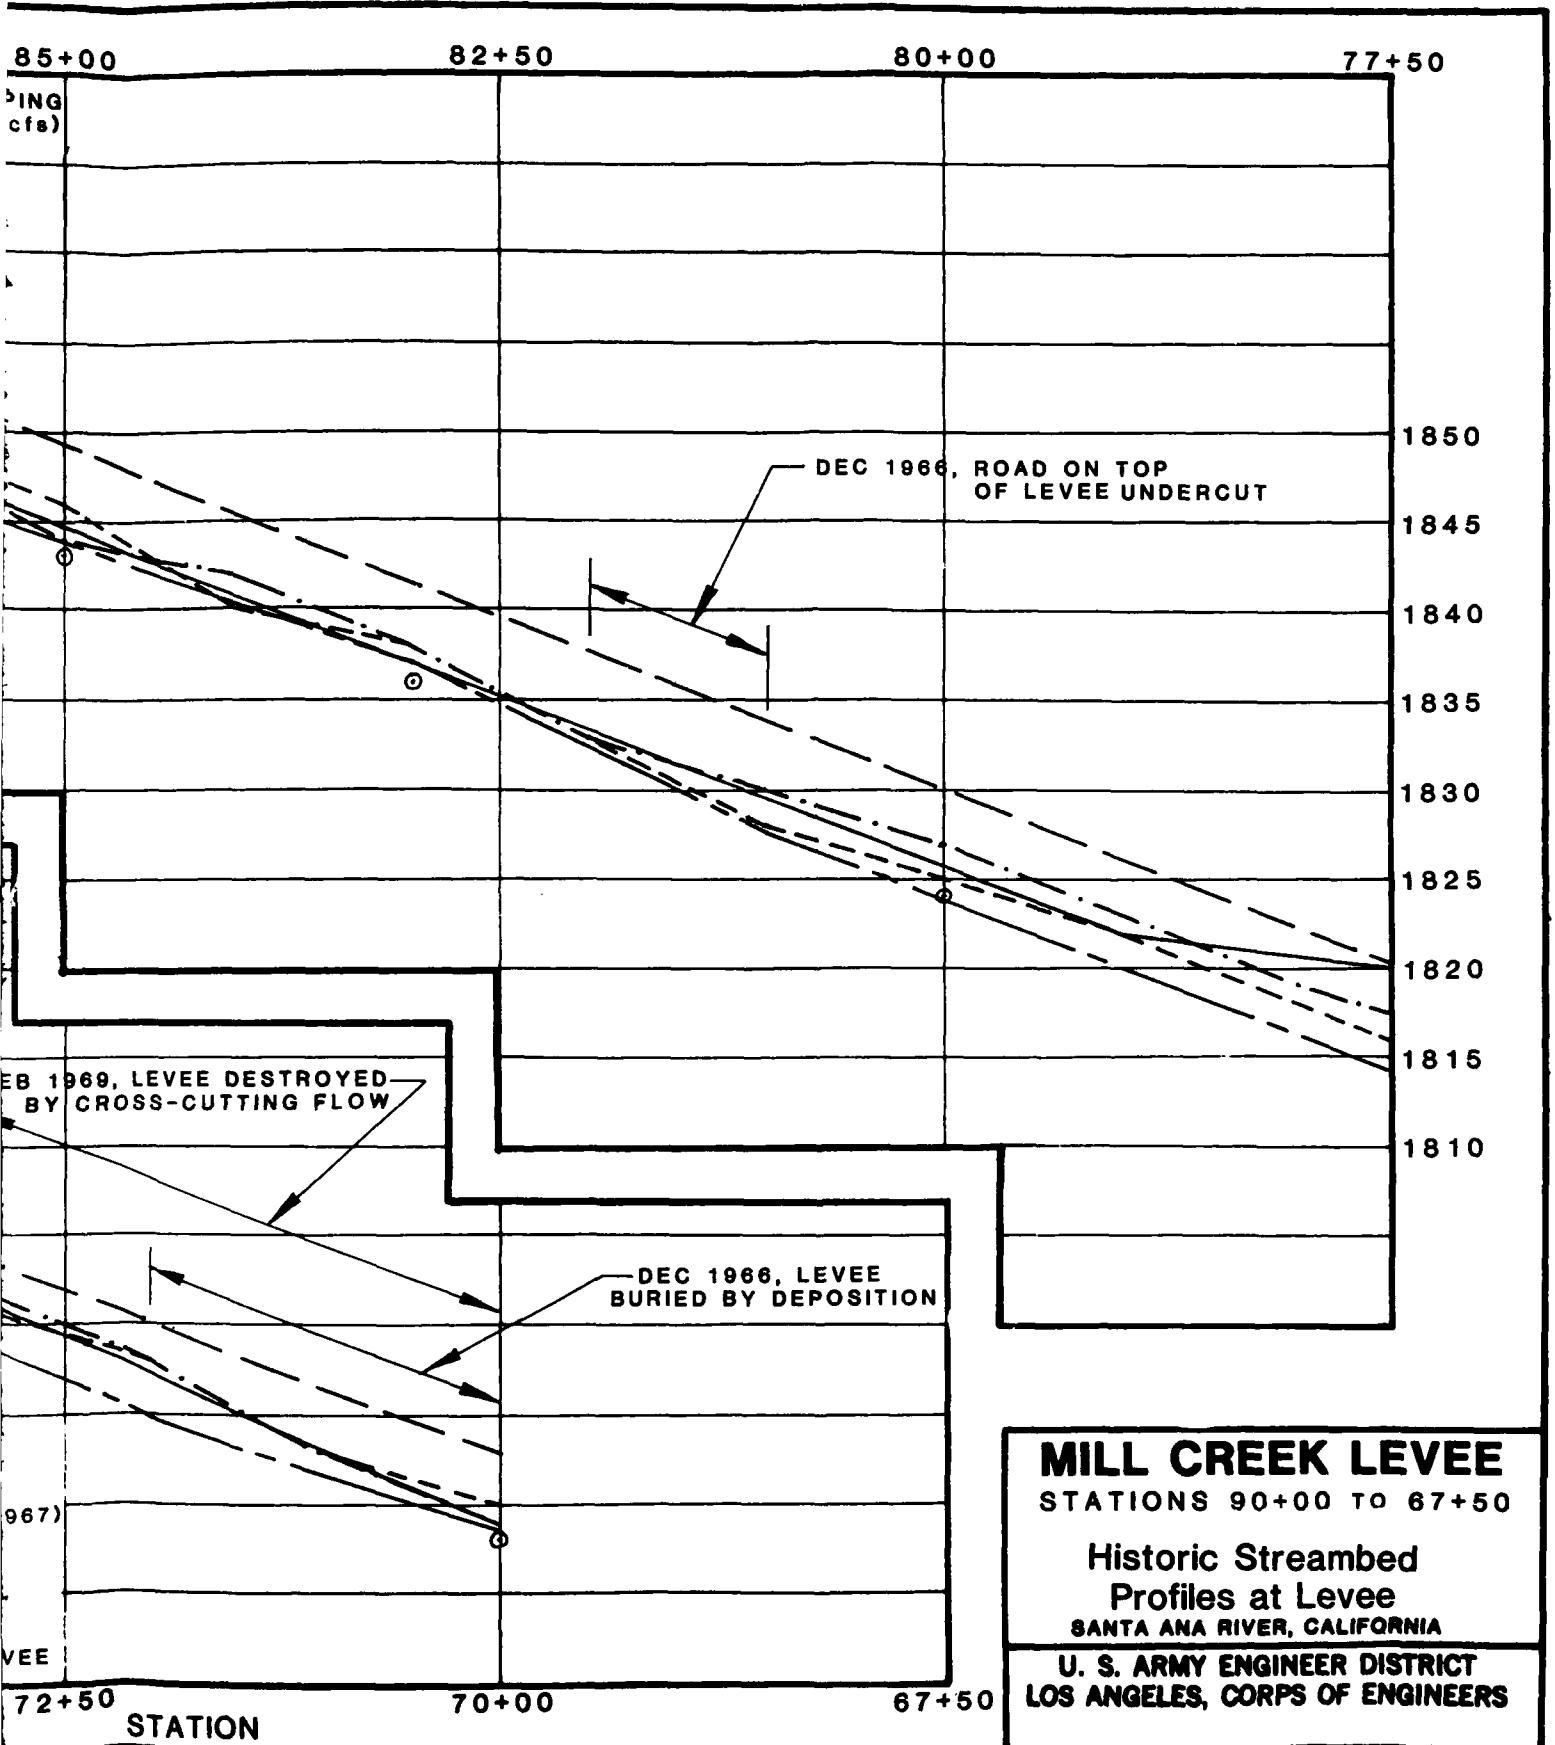 85+00 82+50 80+00 77+50
PING
cfs)
1850
DEC 1966, ROAD ON TOP
OF LEVEE UNDERCUT
1845
1840
1835
1830
1825
1820
1815
EB 1969, LEVEE DESTROYED
BY CROSS-CUTTING FLOW
1810
DEC 1966, LEVEE
BURIED BY DEPOSITION
967)
VEE
72+50 70+00 67+50
STATION
MILL CREEK LEVEE
STATIONS 90+00 TO 67+50
Historic Streambed
Profiles at Levee
SANTA ANA RIVER, CALIFORNIA
U. S. ARMY ENGINEER DISTRICT
LOS ANGELES, CORPS OF ENGINEERS